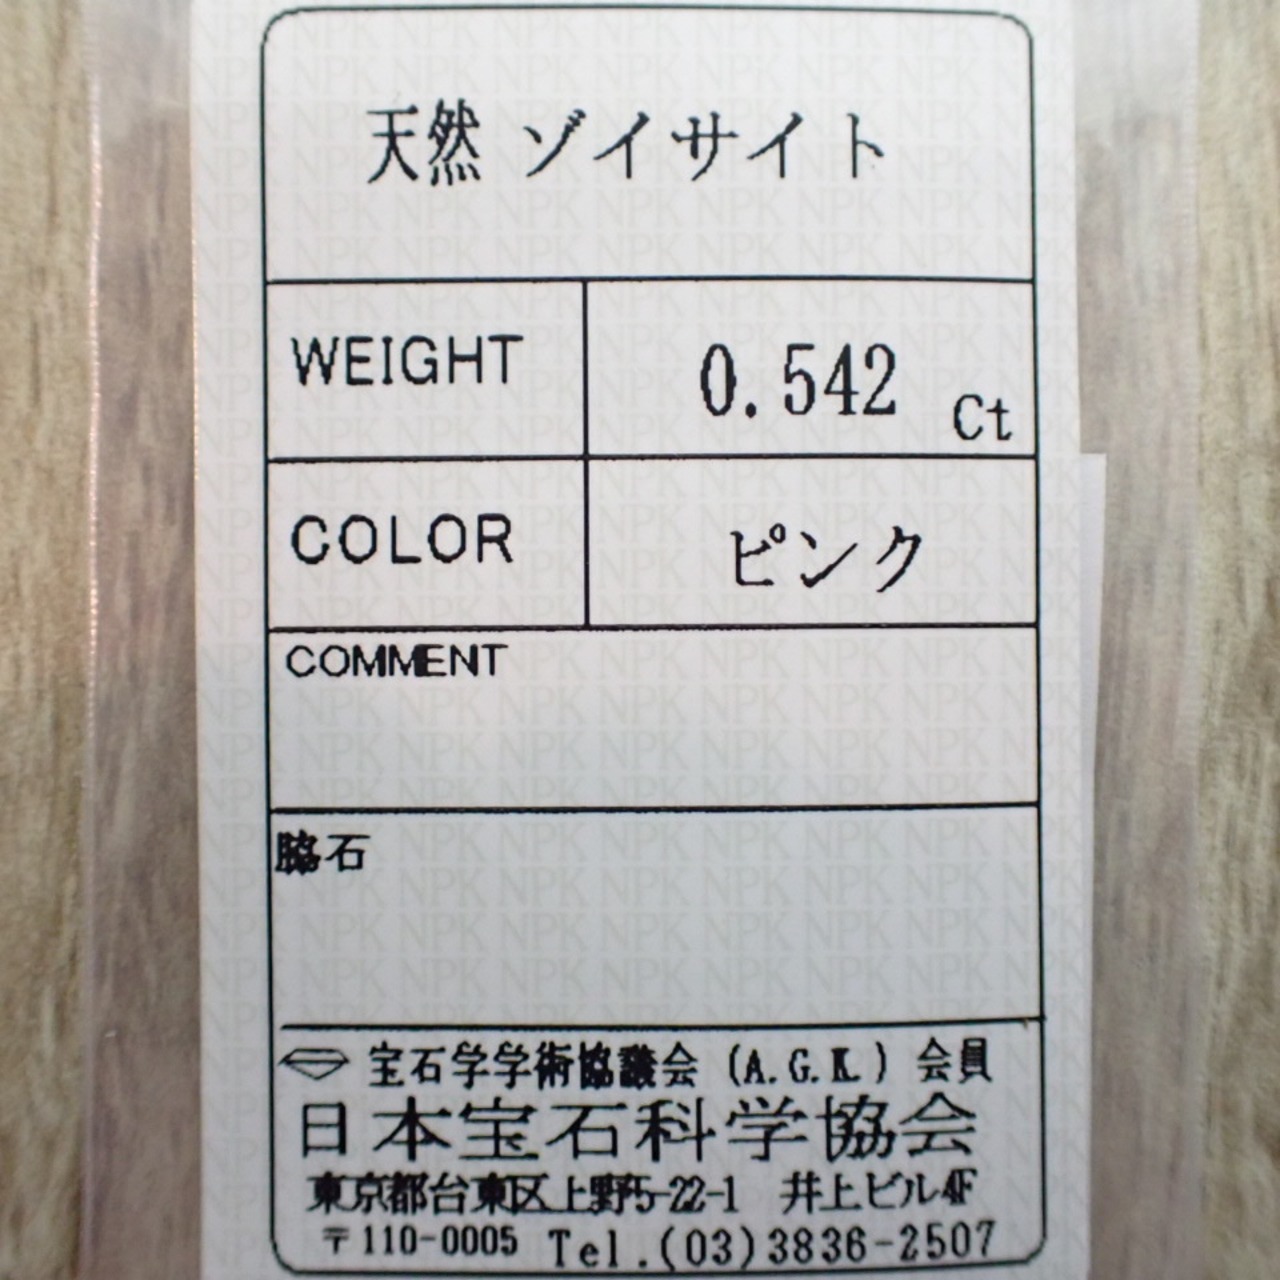 天然 ゾイサイト
WEIGHT 0.542 Ct
COLOR ピンク
COMMENT
脇石
宝石学学術協議会 (A.G.K.) 会員
日本宝石科学協会
東京都台東区上野5-22-1 井上ビル4F
〒110-0005 Tel.(03)3836-2507